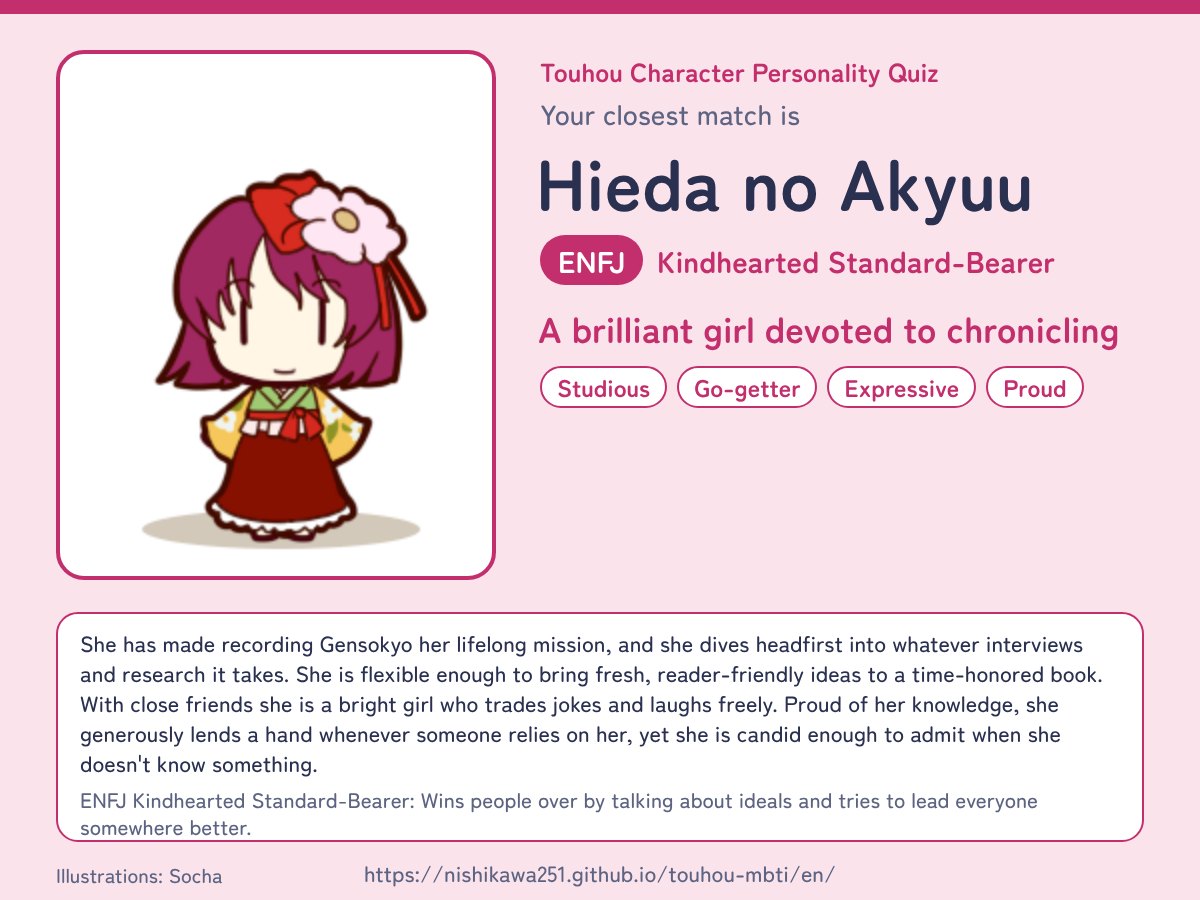 Touhou Character Personality Quiz
Your closest match is
Hieda no Akyuu
ENFJ Kindhearted Standard-Bearer
A brilliant girl devoted to chronicling
Studious Go-getter Expressive Proud
She has made recording Gensokyo her lifelong mission, and she dives headfirst into whatever interviews
and research it takes. She is flexible enough to bring fresh, reader-friendly ideas to a time-honored book.
With close friends she is a bright girl who trades jokes and laughs freely. Proud of her knowledge, she
generously lends a hand whenever someone relies on her, yet she is candid enough to admit when she
doesn't know something.
ENFJ Kindhearted Standard-Bearer: Wins people over by talking about ideals and tries to lead everyone
somewhere better.
Illustrations: Socha https://nishikawa251.github.io/touhou-mbti/en/